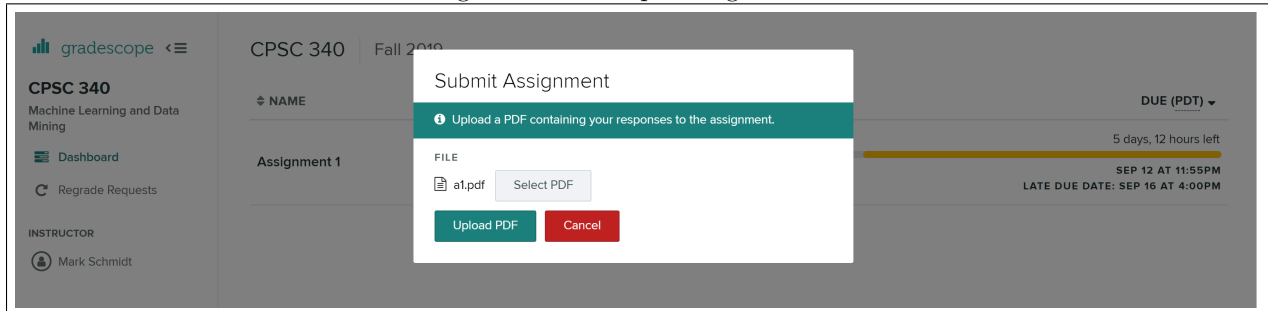 gradescope
CPSC 340
Machine Learning and Data
Mining
Dashboard
Regrade Requests
INSTRUCTOR
Mark Schmidt
CPSC 340 Fall 2019
NAME
DUE (PDT)
Assignment 1
5 days, 12 hours left
SEP 12 AT 11:55PM
LATE DUE DATE: SEP 16 AT 4:00PM
Submit Assignment
Upload a PDF containing your responses to the assignment.
FILE
a1.pdf Select PDF
Upload PDF Cancel